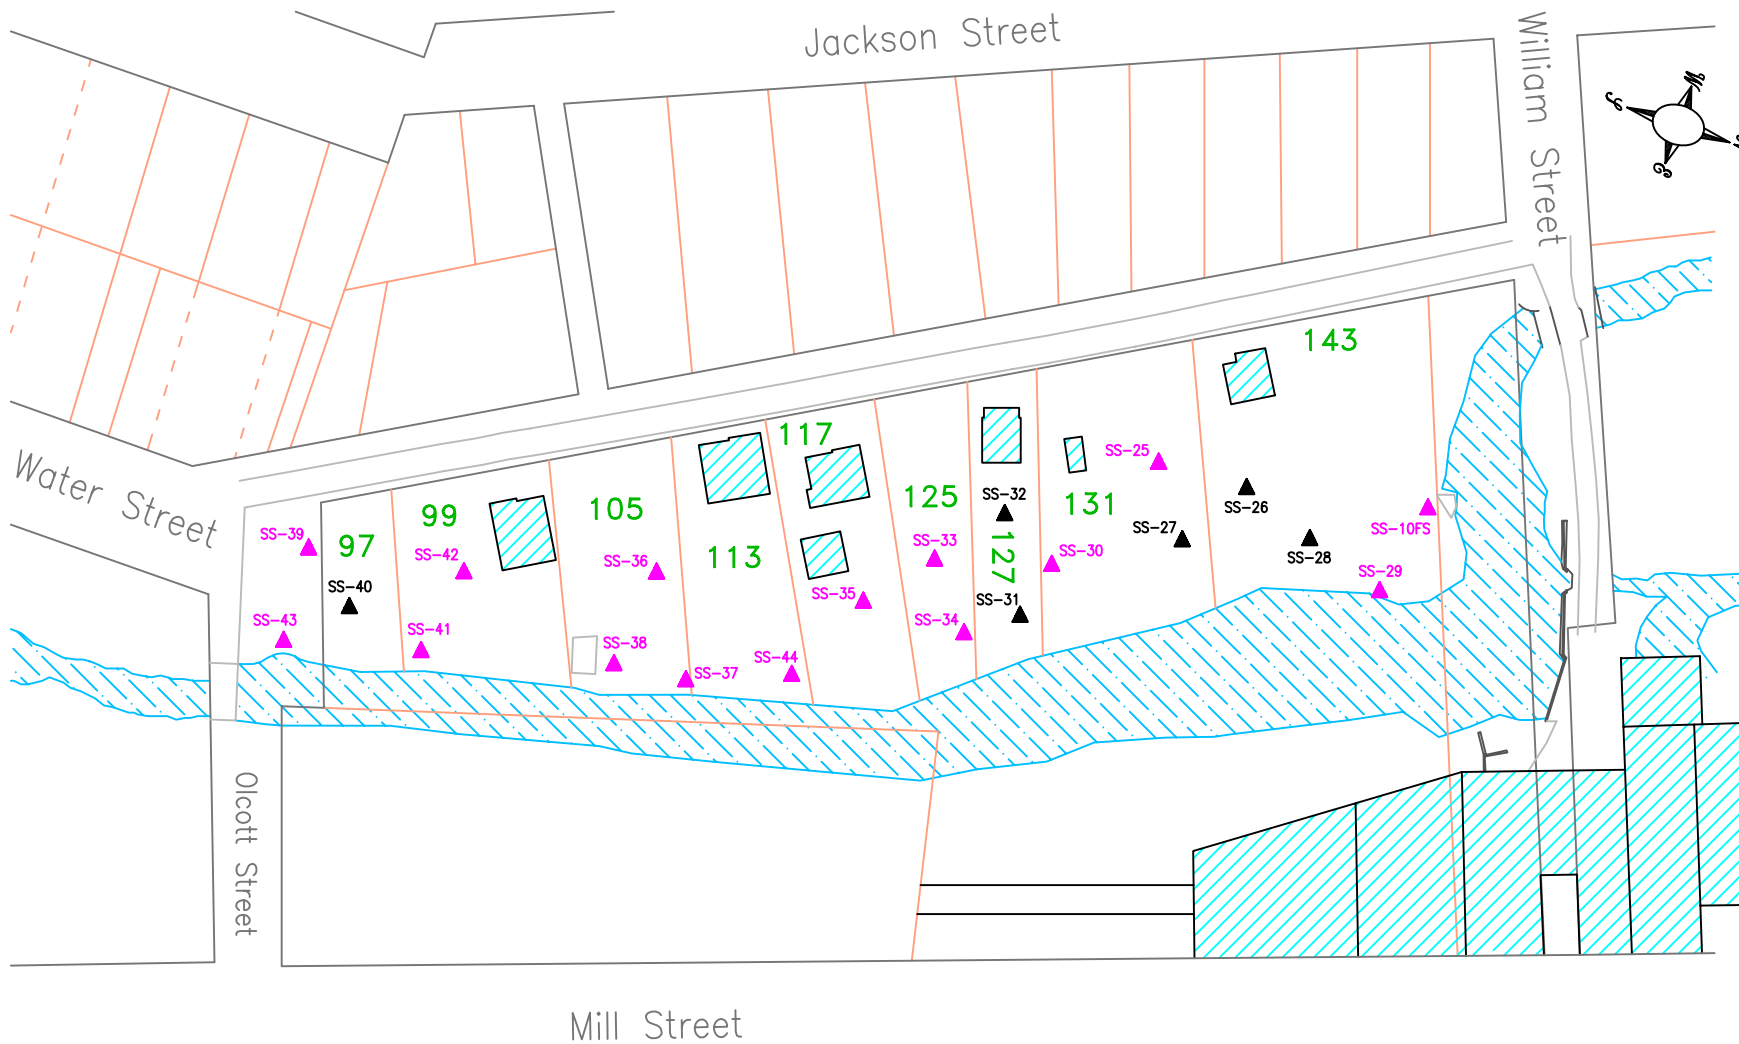 Jackson Street
William Street
W
S
E
143
117
Water Street
SS-25
99
105
125
SS-32
131
SS-26
SS-39
97
SS-27
SS-10FS
SS-42
SS-36
113
SS-33
127
SS-30
SS-28
SS-40
SS-35
SS-31
SS-29
SS-43
SS-41
SS-38
SS-34
SS-37
SS-44
Olcott Street
Mill Street